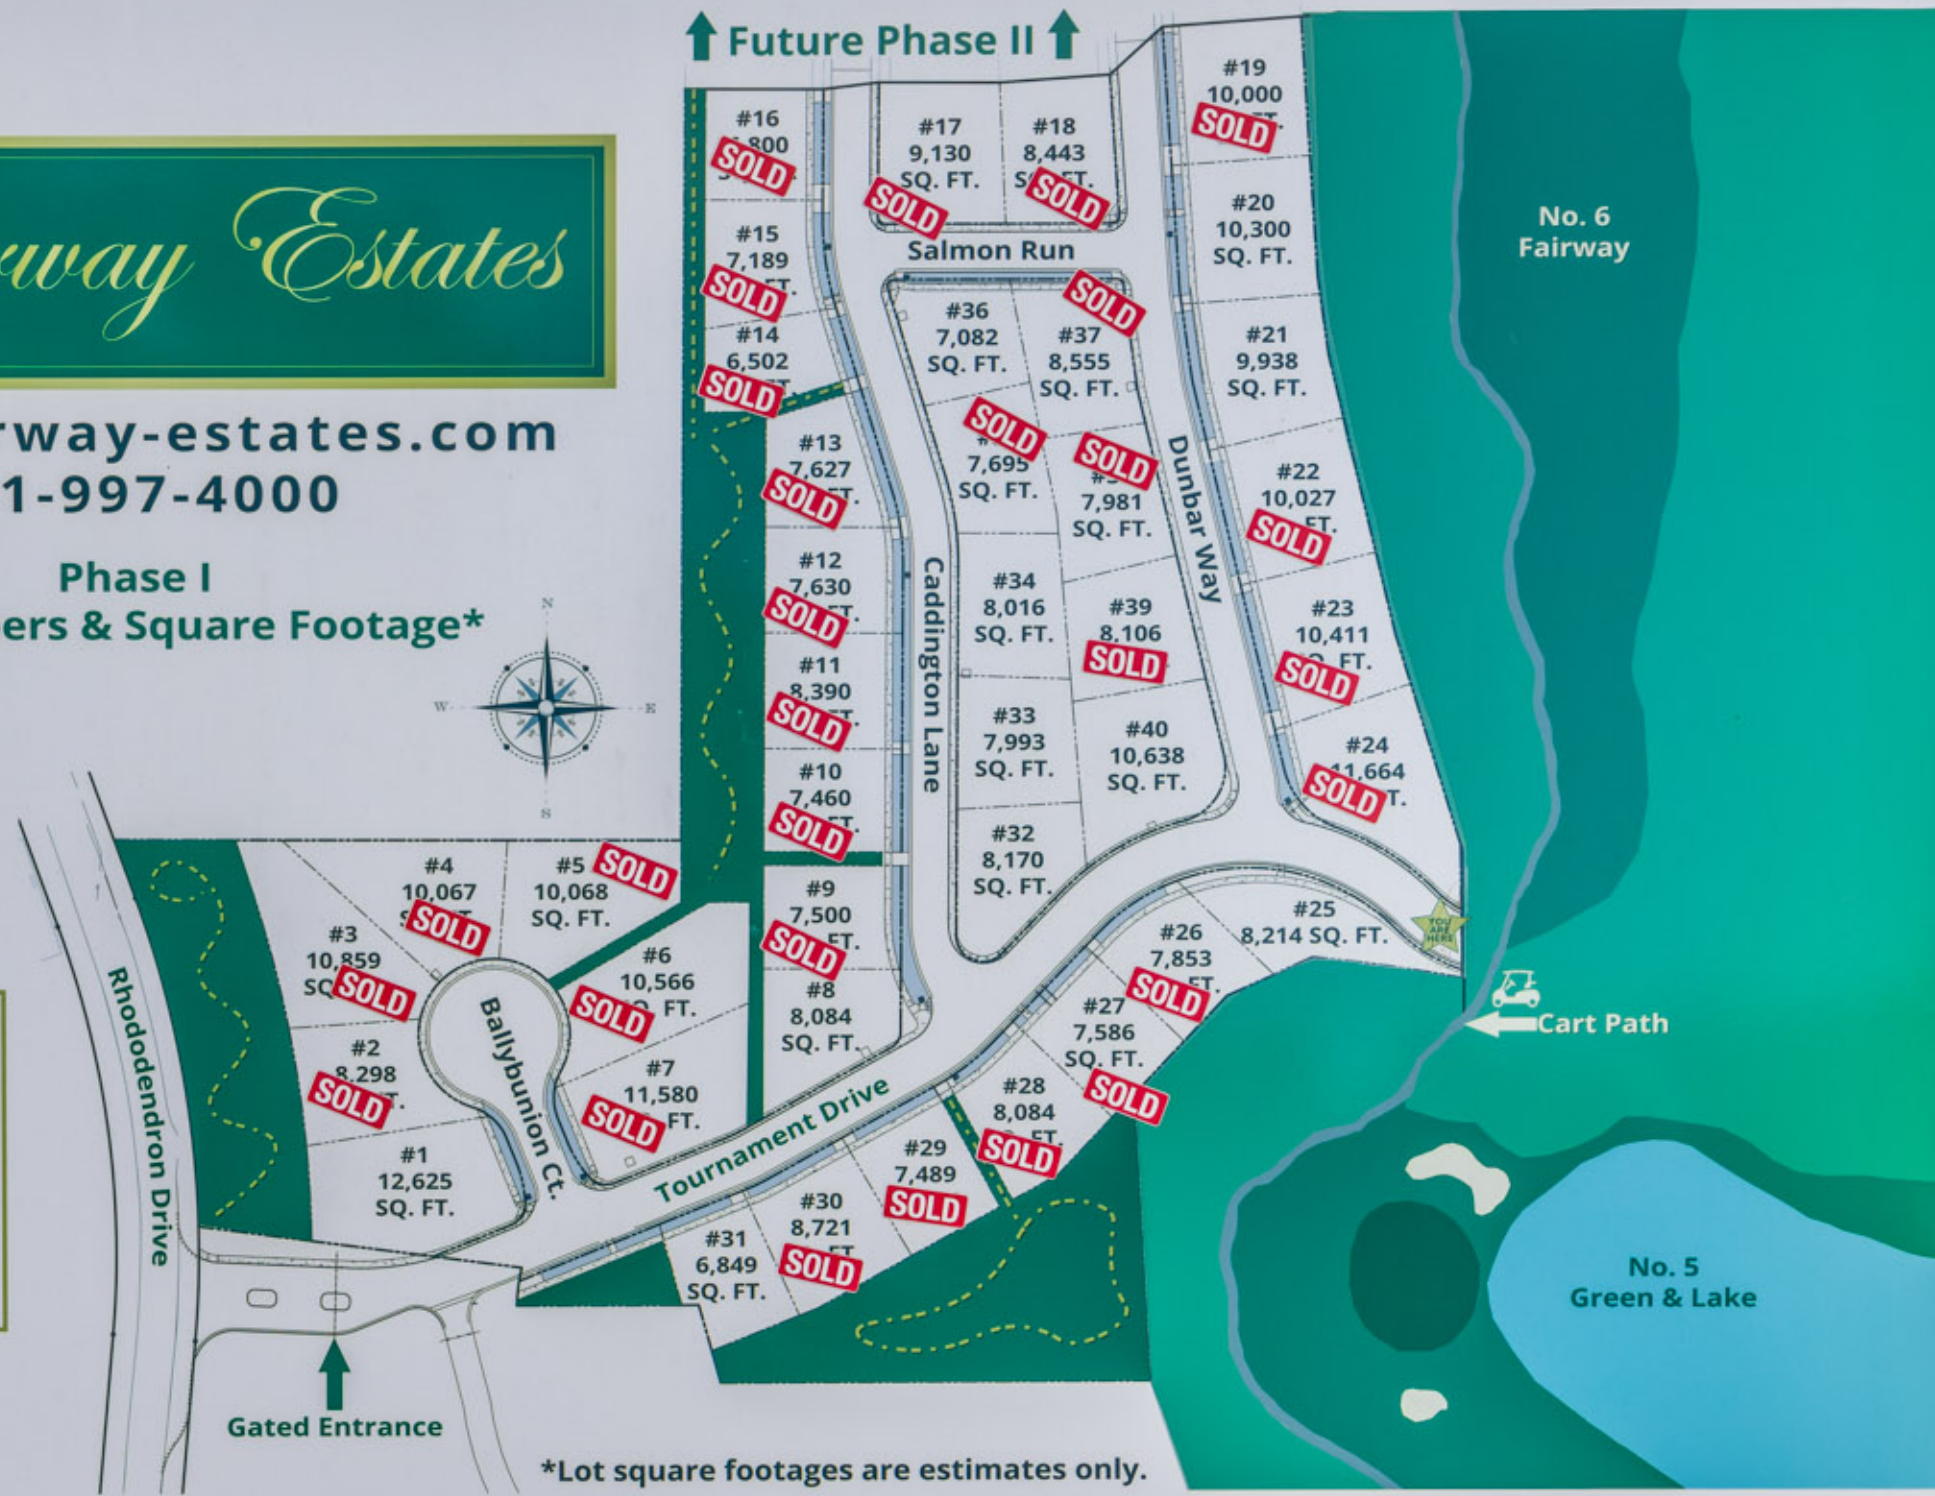 Future Phase II
Estates
-estates.com
1-997-4000
Phase I
& Square Footage*
N
W
E
S
#16
SOLD
#15
7,189
SOLD
#14
6,502
SOLD
#13
7,627
SOLD
#12
7,630
SOLD
#11
8,390
SOLD
#10
7,460
SOLD
#9
7,500
SOLD
#8
8,084
SQ. FT.
#17
9,130
SQ. FT.
SOLD
#18
8,443
SOLD
Salmon Run
#19
10,000
SOLD
#20
10,300
SQ. FT.
#21
9,938
SQ. FT.
#22
10,027
FT.
SOLD
#23
10,411
FT.
SOLD
#24
11,664
SOLD
#36
7,082
SQ. FT.
SOLD
#37
8,555
SQ. FT.
SOLD
7,695
SQ. FT.
SOLD
7,981
SQ. FT.
#34
8,016
SQ. FT.
#39
8,106
SOLD
#33
7,993
SQ. FT.
#40
10,638
SQ. FT.
#32
8,170
SQ. FT.
Caddington Lane
Dunbar Way
#25
8,214 SQ. FT.
YOU
ARE
HERE
#26
7,853
SOLD
#27
7,586
SQ. FT.
SOLD
#28
8,084
SOLD
#29
7,489
SOLD
#30
8,721
SOLD
#31
6,849
SQ. FT.
Tournament Drive
#5
10,068
SQ. FT.
SOLD
#4
10,067
SOLD
#3
10,859
SOLD
#2
8,298
SOLD
#1
12,625
SQ. FT.
#6
10,566
FT.
SOLD
#7
11,580
FT.
SOLD
Ballybunion Ct.
Rhododendron Drive
Gated Entrance
No. 6
Fairway
Cart Path
No. 5
Green & Lake
*Lot square footages are estimates only.